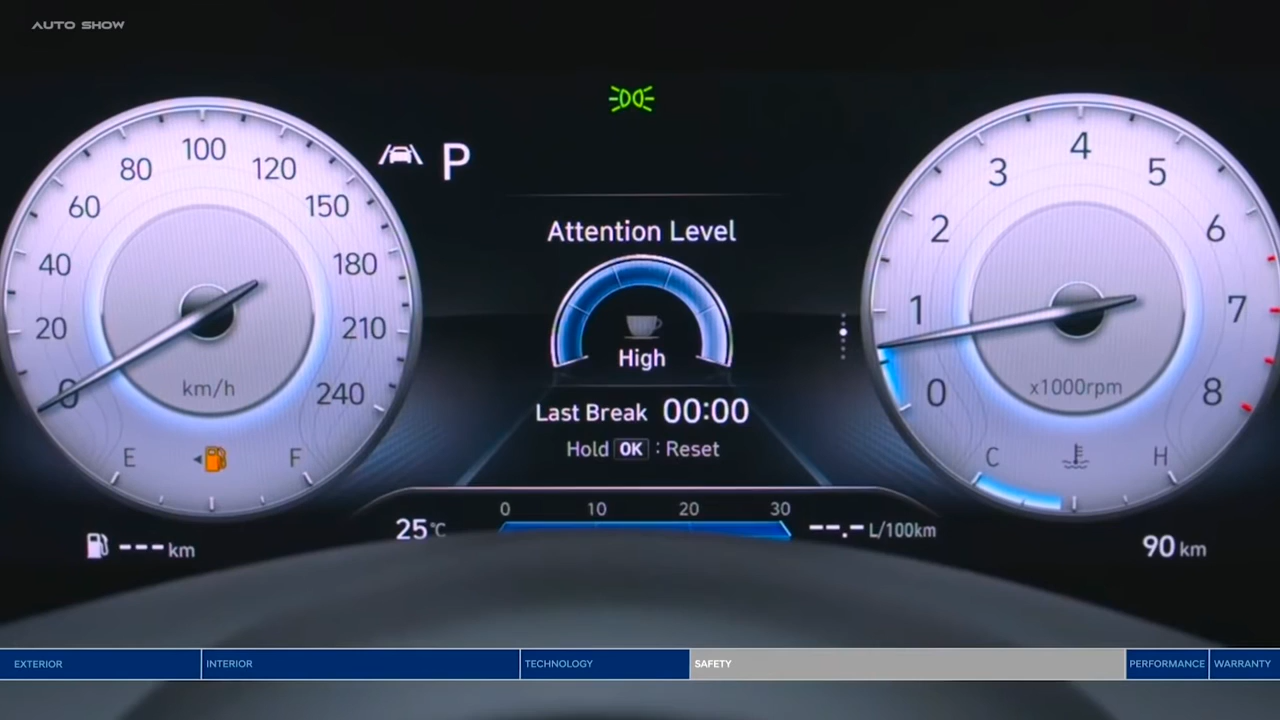 AUTO SHOW
0
20
40
60
80
100
120
150
180
210
240
km/h
E F
P
Attention Level
High
Last Break 00:00
Hold OK : Reset
0
1
2
3
4
5
6
7
8
x1000rpm
C H
0 10 20 30
25°C
--.- L/100km
--- km
90 km
EXTERIOR INTERIOR TECHNOLOGY SAFETY PERFORMANCE WARRANTY